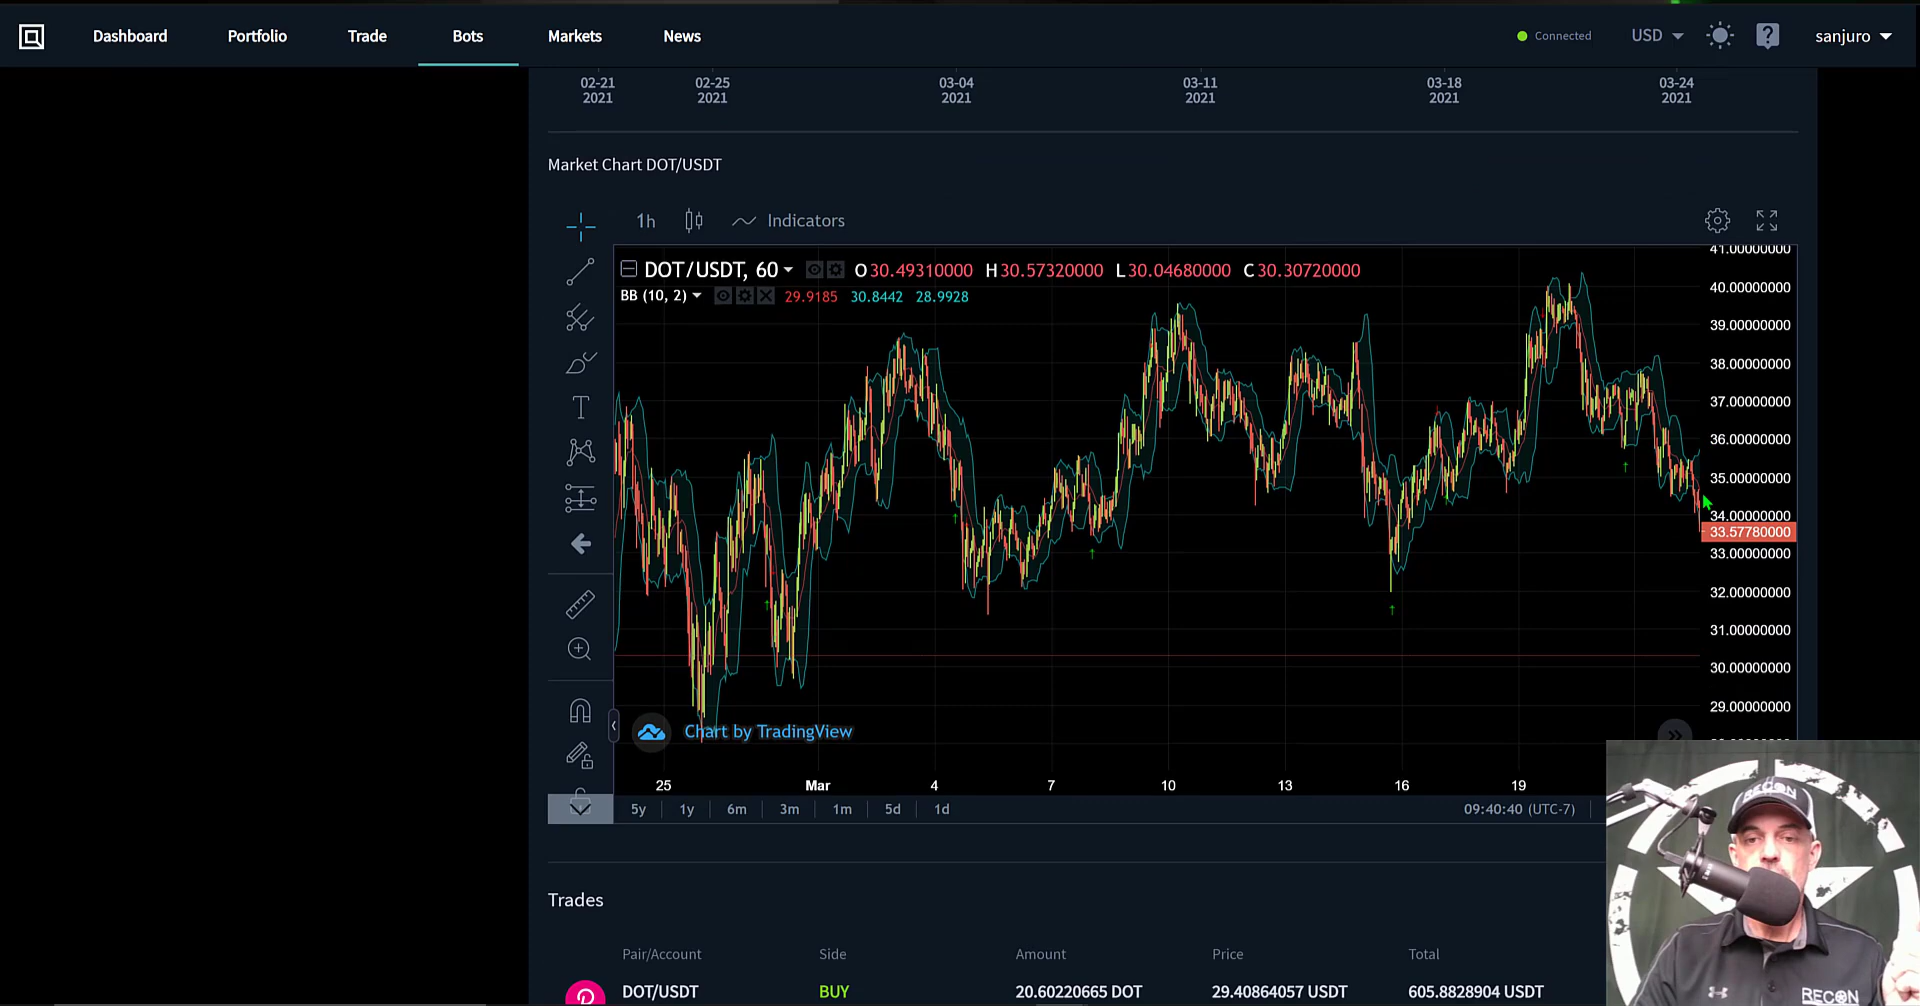 Dashboard Portfolio Trade Bots Markets News Connected USD ? sanjuro
02-21 02-25 03-04 03-11 03-18 03-24
2021 2021 2021 2021 2021 2021
Market Chart DOT/USDT
1h Indicators
DOT/USDT, 60 O30.49310000 H30.57320000 L30.04680000 C30.30720000
BB (10, 2) 29.9185 30.8442 28.9928
41.00000000
40.00000000
39.00000000
38.00000000
37.00000000
36.00000000
35.00000000
34.00000000
33.57780000
33.00000000
32.00000000
31.00000000
30.00000000
29.00000000
Chart by TradingView
25 Mar 4 7 10 13 16 19
5y 1y 6m 3m 1m 5d 1d 09:40:40 (UTC-7)
RECON
Trades
Pair/Account Side Amount Price Total
DOT/USDT BUY 20.60220665 DOT 29.40864057 USDT 605.8828904 USDT
RECON